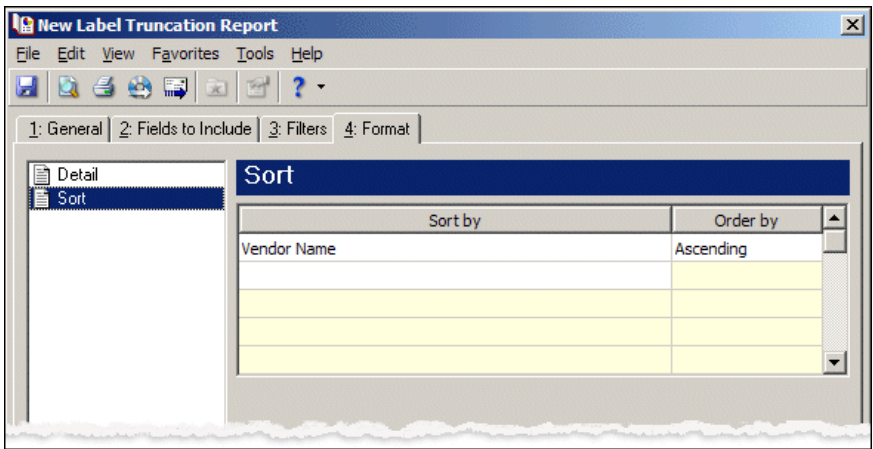 New Label Truncation Report
File Edit View Favorites Tools Help
1: General 2: Fields to Include 3: Filters 4: Format
Detail
Sort
Sort
Sort by Order by
Vendor Name Ascending